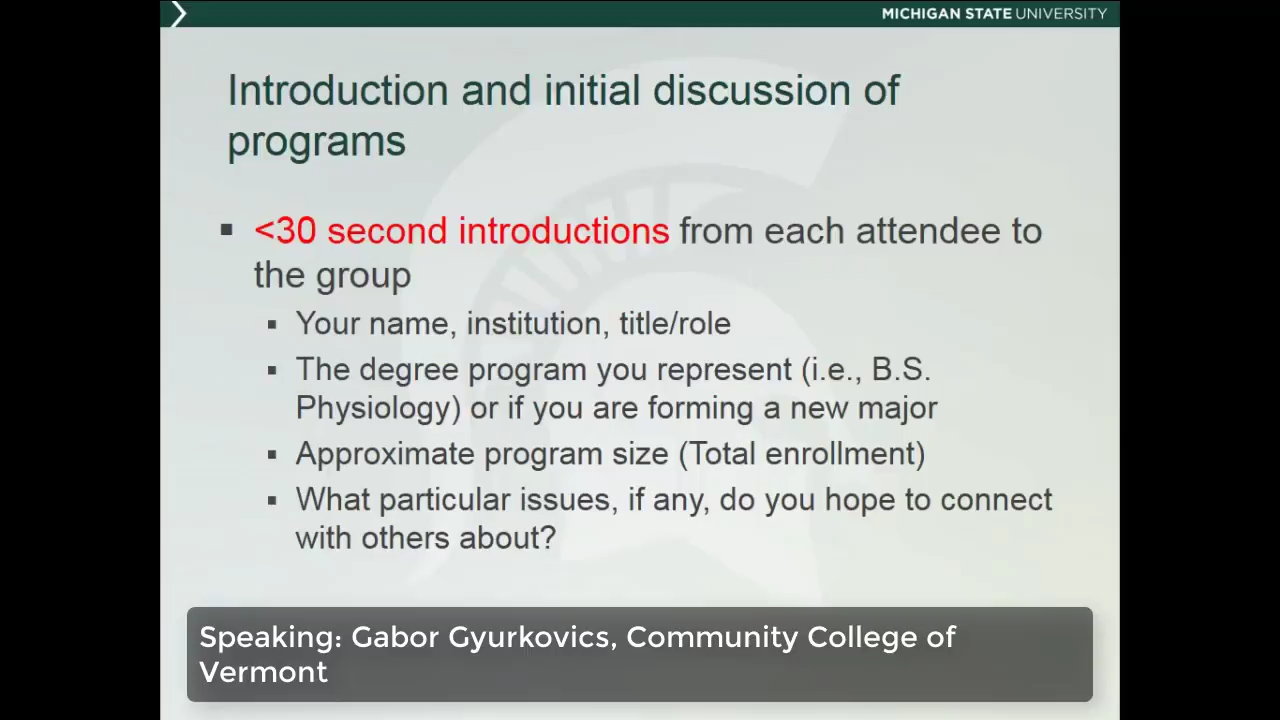 MICHIGAN STATE UNIVERSITY
Introduction and initial discussion of
programs
<30 second introductions from each attendee to
the group
Your name, institution, title/role
The degree program you represent (i.e., B.S.
Physiology) or if you are forming a new major
Approximate program size (Total enrollment)
What particular issues, if any, do you hope to connect
with others about?
Speaking: Gabor Gyurkovics, Community College of
Vermont